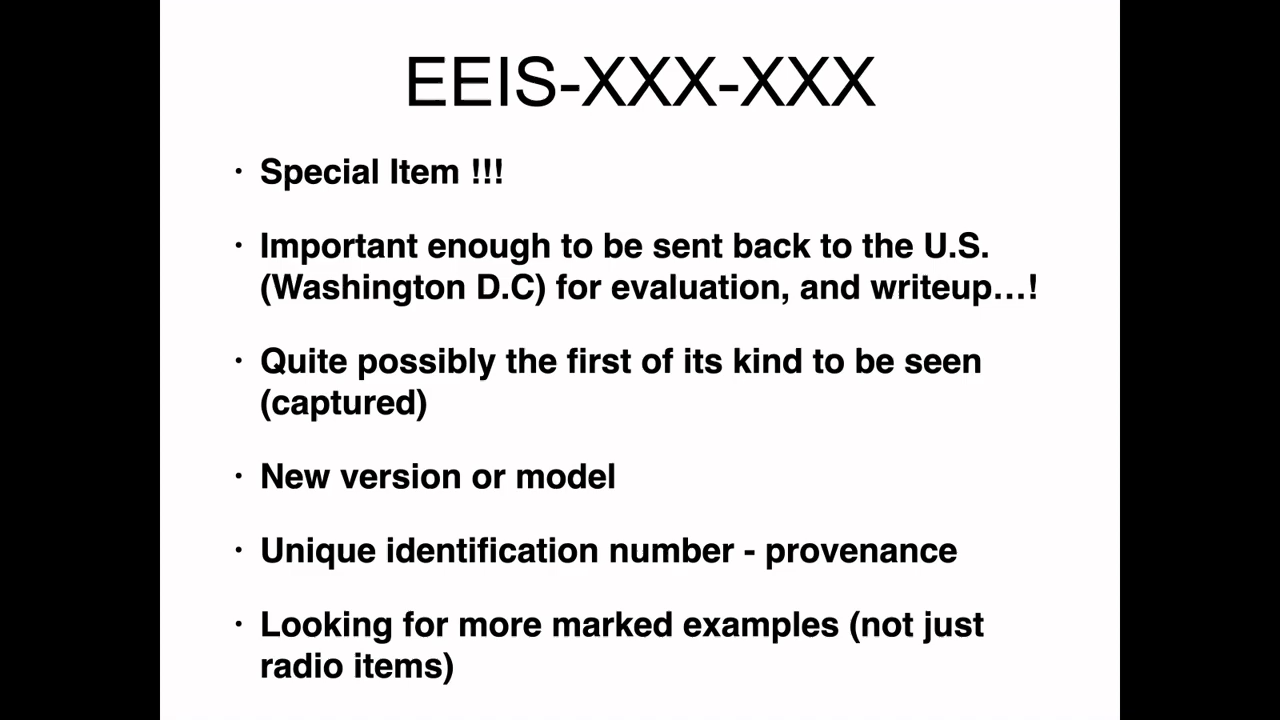 EEIS-XXX-XXX
• Special Item !!!
• Important enough to be sent back to the U.S.
(Washington D.C) for evaluation, and writeup…!
• Quite possibly the first of its kind to be seen
(captured)
• New version or model
• Unique identification number - provenance
• Looking for more marked examples (not just
radio items)